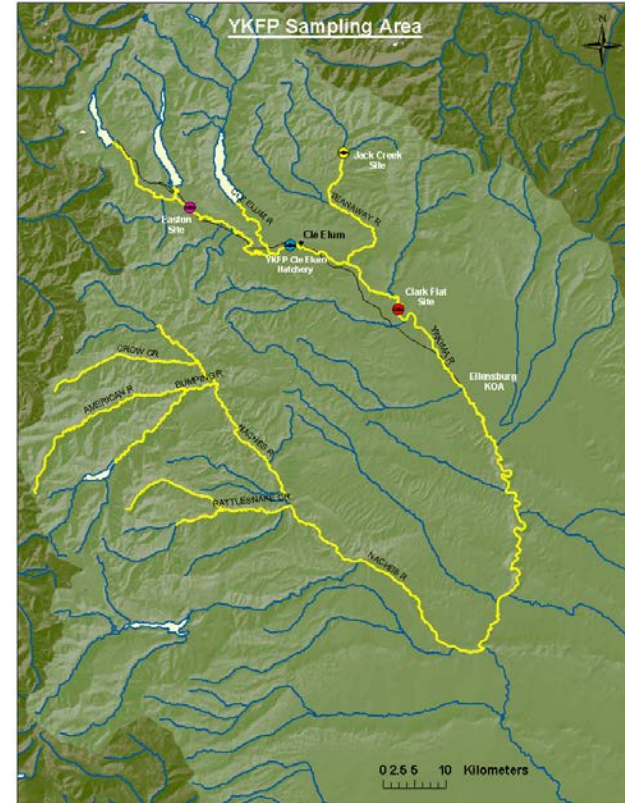 YKFP Sampling Area
N
Jack Creek
Site
TEANAWAY R.
CLE ELUM R.
Easton
Site
Cle Elum
YKFP Cle Elum
Hatchery
Clark Flat
Site
YAKIMA R.
Ellensburg
KOA
CROW CR.
AMERICAN R.
BUMPING R.
NACHES R.
RATTLESNAKE CR.
NACHES R.
0 2.5 5 10 Kilometers